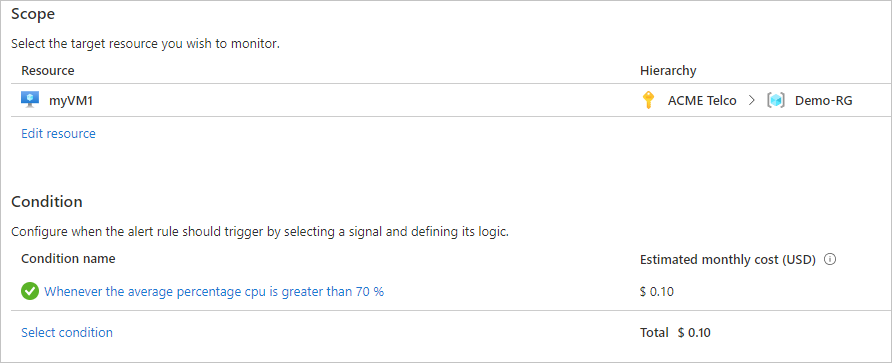 Scope
Select the target resource you wish to monitor.
Resource Hierarchy
myVM1 ACME Telco > Demo-RG
Edit resource
Condition
Configure when the alert rule should trigger by selecting a signal and defining its logic.
Condition name Estimated monthly cost (USD)
Whenever the average percentage cpu is greater than 70 % $ 0.10
Select condition Total $ 0.10